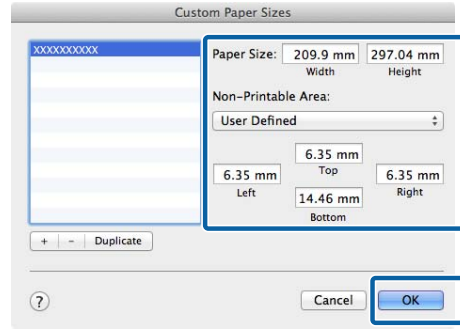 Custom Paper Sizes
XXXXXXXXXX
Paper Size: 209.9 mm 297.04 mm
Width Height
Non-Printable Area:
User Defined
6.35 mm
Top
6.35 mm 6.35 mm
Left Right
14.46 mm
Bottom
+ - Duplicate
? Cancel OK